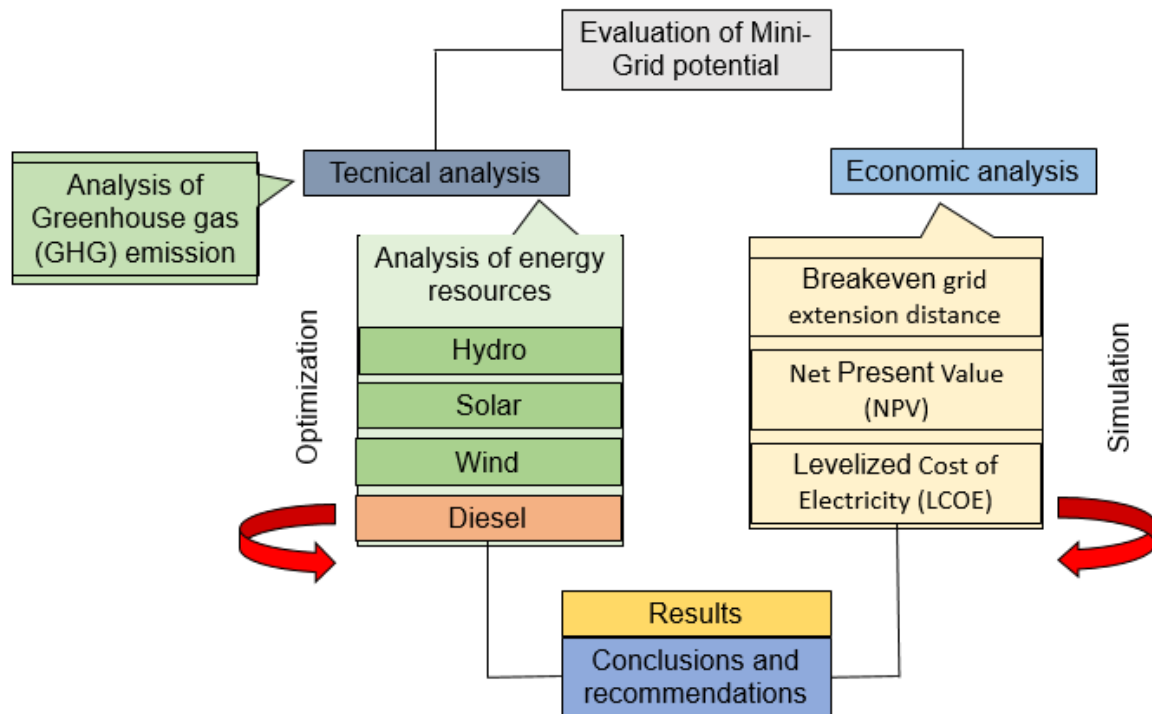 Evaluation of Mini-
Grid potential
Tecnical analysis
Economic analysis
Analysis of
Greenhouse gas
(GHG) emission
Analysis of energy
resources
Hydro
Solar
Wind
Diesel
Optimization
Breakeven grid
extension distance
Net Present Value
(NPV)
Levelized Cost of
Electricity (LCOE)
Simulation
Results
Conclusions and
recommendations